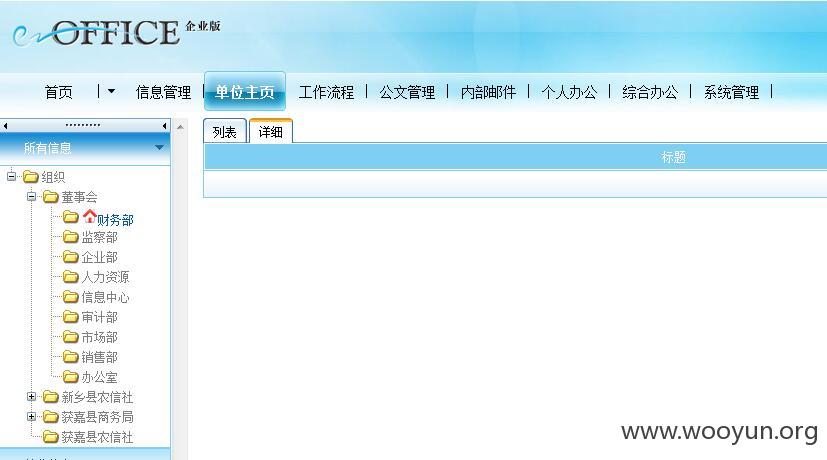 eOFFICE 企业版
首页 信息管理 单位主页 工作流程 公文管理 内部邮件 个人办公 综合办公 系统管理
列表 详细
所有信息
标题
组织
董事会
财务部
监察部
企业部
人力资源
信息中心
审计部
市场部
销售部
办公室
新乡县农信社
获嘉县商务局
获嘉县农信社
www.wooyun.org